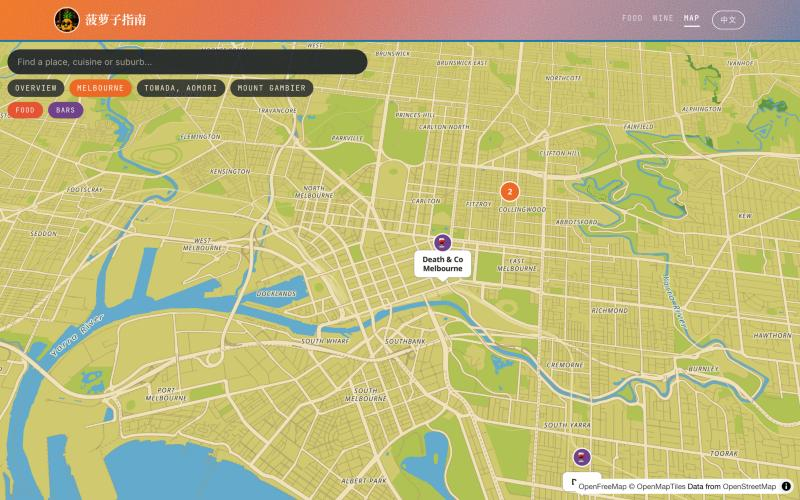 菠萝子指南
FOOD
WINE
MAP
中文
Find a place, cuisine or suburb...
OVERVIEW
MELBOURNE
TOWADA, AOMORI
MOUNT GAMBIER
FOOD
BARS
WEST
BRUNSWICK
BRUNSWICK EAST
NORTHCOTE
IVANHOE
ALPHINGTON
TRAVANCORE
PRINCES HILL
CARLTON NORTH
FAIRFIELD
FLEMINGTON
PARKVILLE
CLIFTON HILL
KENSINGTON
FOOTSCRAY
NORTH
MELBOURNE
2
CARLTON
FITZROY
COLLINGWOOD
ABBOTSFORD
KEW
SEDDON
WEST
MELBOURNE
Death & Co
Melbourne
EAST
MELBOURNE
DOCKLANDS
Yarra River
Yarra River
RICHMOND
HAWTHORN
SOUTH WHARF
SOUTHBANK
CREMORNE
BURNLEY
PORT
MELBOURNE
SOUTH
MELBOURNE
SOUTH YARRA
TOORAK
ALBERT PARK
OpenFreeMap © OpenMapTiles Data from OpenStreetMap